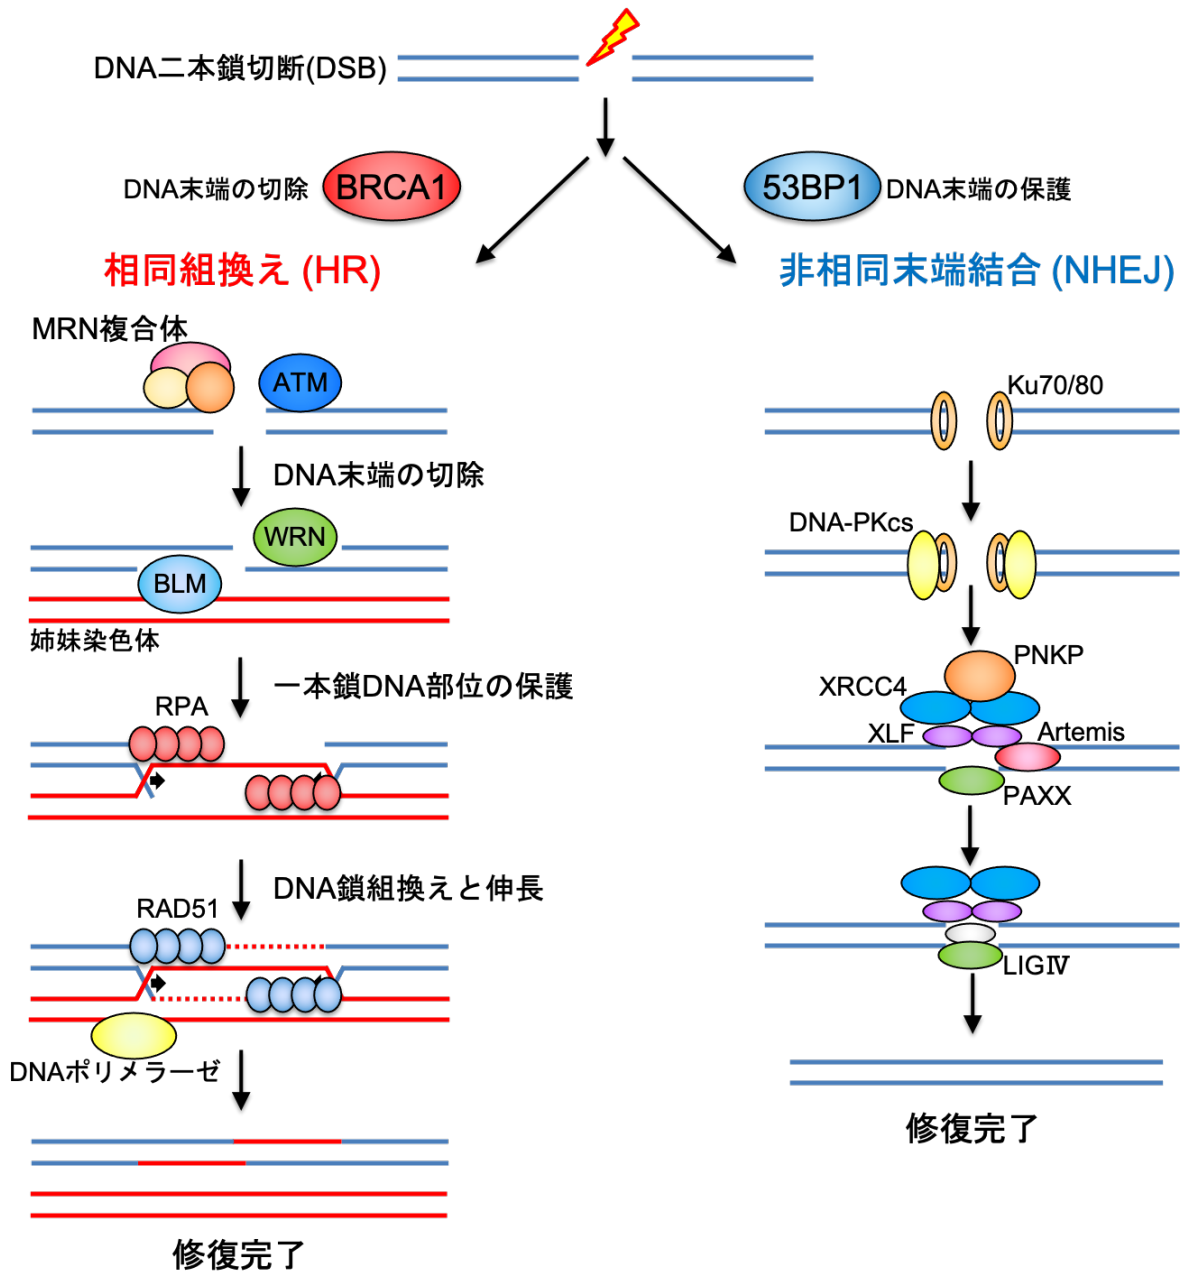 DNA二本鎖切断(DSB)
DNA末端の切除
BRCA1
53BP1
DNA末端の保護
相同組換え (HR)
非相同末端結合 (NHEJ)
MRN複合体
ATM
DNA末端の切除
WRN
BLM
姉妹染色体
一本鎖DNA部位の保護
RPA
DNA鎖組換えと伸長
RAD51
DNAポリメラーゼ
修復完了
Ku70/80
DNA-PKcs
PNKP
XRCC4
XLF
Artemis
PAXX
LIGⅣ
修復完了